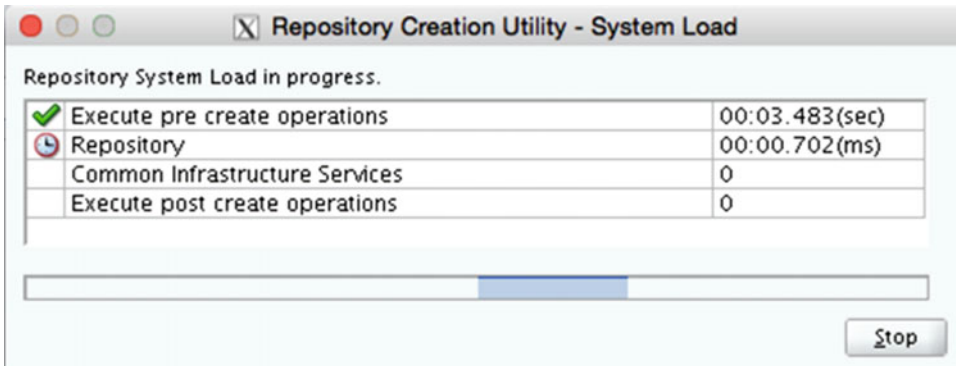 Repository Creation Utility - System Load
Repository System Load in progress.
Execute pre create operations 00:03.483(sec)
Repository 00:00.702(ms)
Common Infrastructure Services 0
Execute post create operations 0
Stop